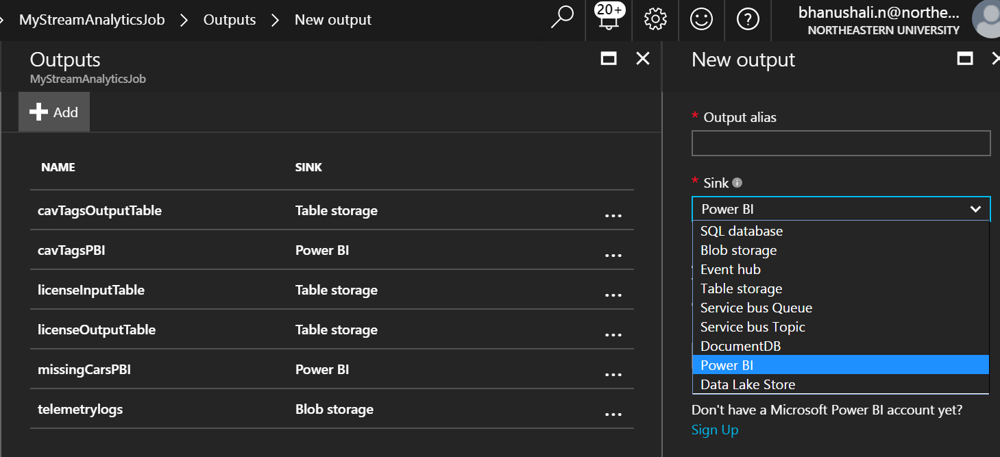 MyStreamAnalyticsJob > Outputs > New output
20+
bhanushali.n@northe...
NORTHEASTERN UNIVERSITY
Outputs
MyStreamAnalyticsJob
Add
NAME SINK
cavTagsOutputTable Table storage ...
cavTagsPBI Power BI ...
licenseInputTable Table storage ...
licenseOutputTable Table storage ...
missingCarsPBI Power BI ...
telemetrylogs Blob storage ...
New output
* Output alias
* Sink
Power BI
SQL database
Blob storage
Event hub
Table storage
Service bus Queue
Service bus Topic
DocumentDB
Power BI
Data Lake Store
Don't have a Microsoft Power BI account yet?
Sign Up